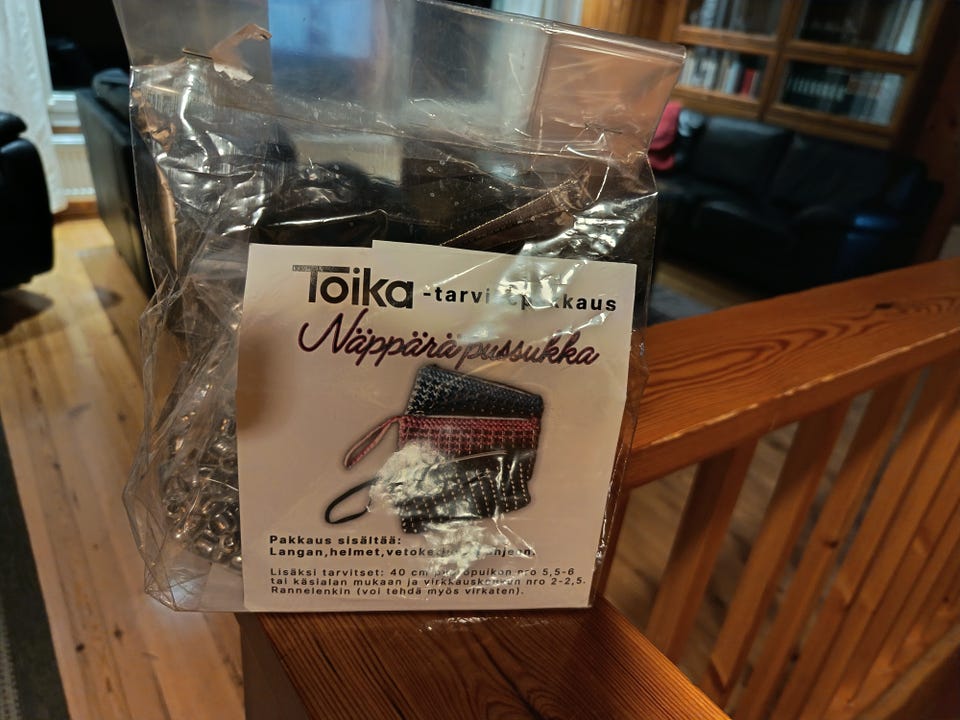 Toika
Näppärä pussukka
Pakkaus sisältää:
Langan, helmet,
Lisäksi tarvitset: 40 cm nro 5,5-6
tai käsialan mukaan ja virkkauskoukun nro 2-2,5.
Rannelenkin (voi tehdä myös virkaten).